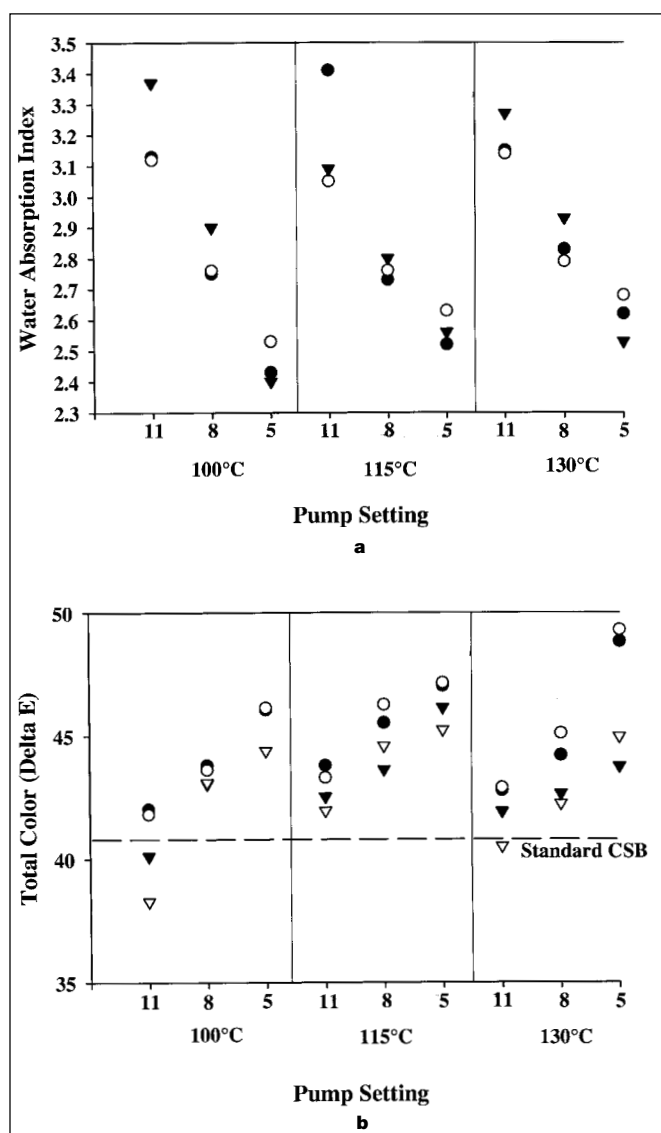 3.5
3.4
3.3
3.2
3.1
3.0
2.9
2.8
2.7
2.6
2.5
2.4
2.3
Water Absorption Index
11 8 5 11 8 5 11 8 5
100°C 115°C 130°C
Pump Setting
a
50
45
40
35
Total Color (Delta E)
Standard CSB
11 8 5 11 8 5 11 8 5
100°C 115°C 130°C
Pump Setting
b